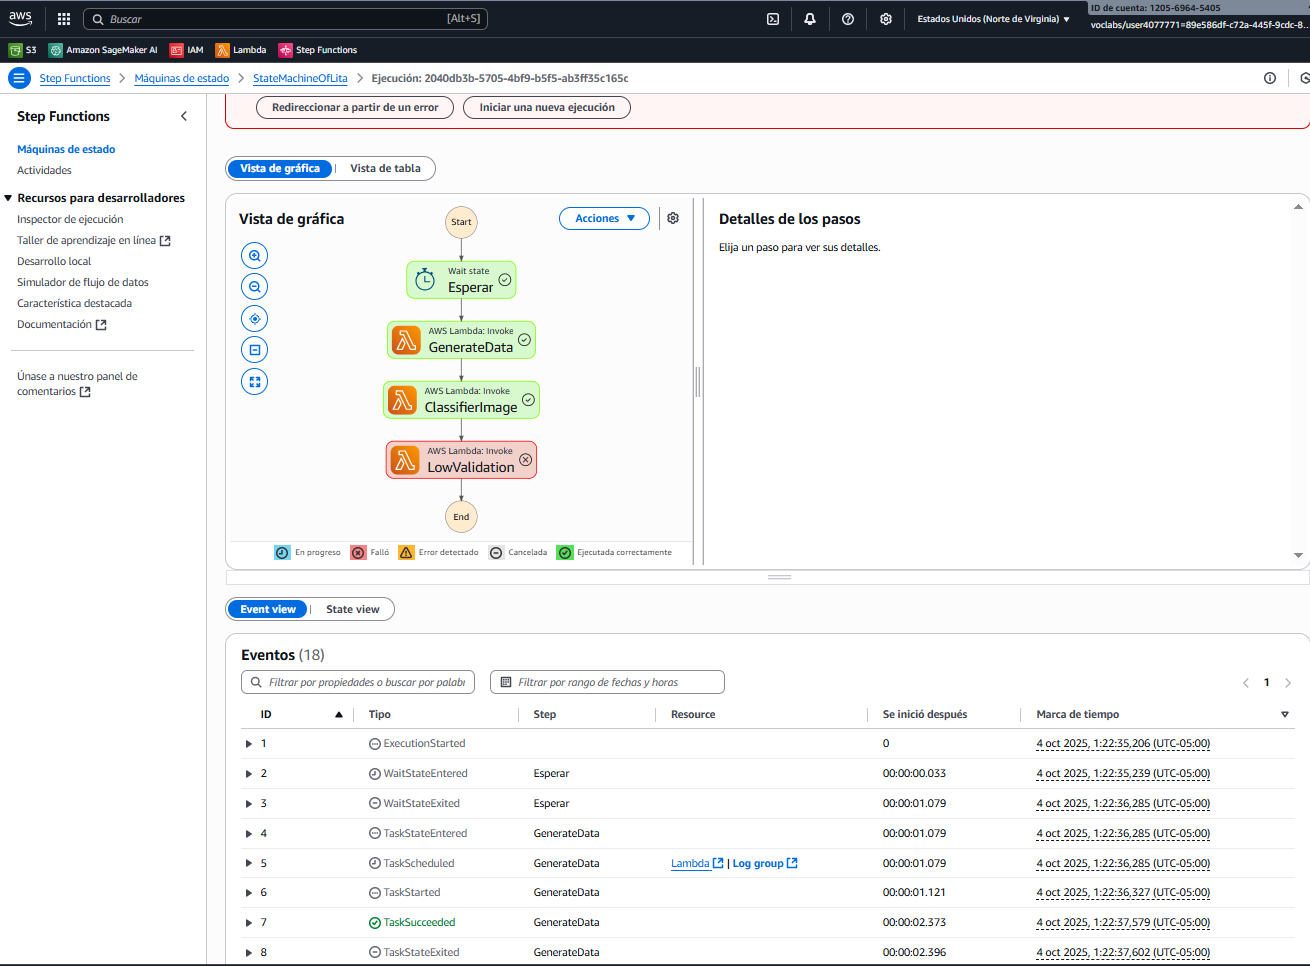 aws
Buscar [Alt+S]
Estados Unidos (Norte de Virginia)
ID de cuenta: 1205-6964-5405
voclabs/user4077771=89e586df-c72a-445f-9cdc-8...
S3 Amazon SageMaker AI IAM Lambda Step Functions
Step Functions > Máquinas de estado > StateMachineOfLita > Ejecución: 2040db3b-5705-4bf9-b5f5-ab3ff35c165c
Step Functions
Máquinas de estado
Actividades
Recursos para desarrolladores
Inspector de ejecución
Taller de aprendizaje en línea
Desarrollo local
Simulador de flujo de datos
Característica destacada
Documentación
Únase a nuestro panel de
comentarios
Redireccionar a partir de un error Iniciar una nueva ejecución
Vista de gráfica | Vista de tabla
Vista de gráfica
Acciones
Start
Wait state
Esperar
AWS Lambda: Invoke
GenerateData
AWS Lambda: Invoke
ClassifierImage
AWS Lambda: Invoke
LowValidation
End
En progreso Falló Error detectado Cancelada Ejecutada correctamente
Detalles de los pasos
Elija un paso para ver sus detalles.
Event view | State view
Eventos (18)
Filtrar por propiedades o buscar por palabr Filtrar por rango de fechas y horas
1
ID Tipo Step Resource Se inició después Marca de tiempo
1 ExecutionStarted 0 4 oct 2025, 1:22:35,206 (UTC-05:00)
2 WaitStateEntered Esperar 00:00:00.033 4 oct 2025, 1:22:35,239 (UTC-05:00)
3 WaitStateExited Esperar 00:00:01.079 4 oct 2025, 1:22:36,285 (UTC-05:00)
4 TaskStateEntered GenerateData 00:00:01.079 4 oct 2025, 1:22:36,285 (UTC-05:00)
5 TaskScheduled GenerateData Lambda | Log group 00:00:01.079 4 oct 2025, 1:22:36,285 (UTC-05:00)
6 TaskStarted GenerateData 00:00:01.121 4 oct 2025, 1:22:36,327 (UTC-05:00)
7 TaskSucceeded GenerateData 00:00:02.373 4 oct 2025, 1:22:37,579 (UTC-05:00)
8 TaskStateExited GenerateData 00:00:02.396 4 oct 2025, 1:22:37,602 (UTC-05:00)